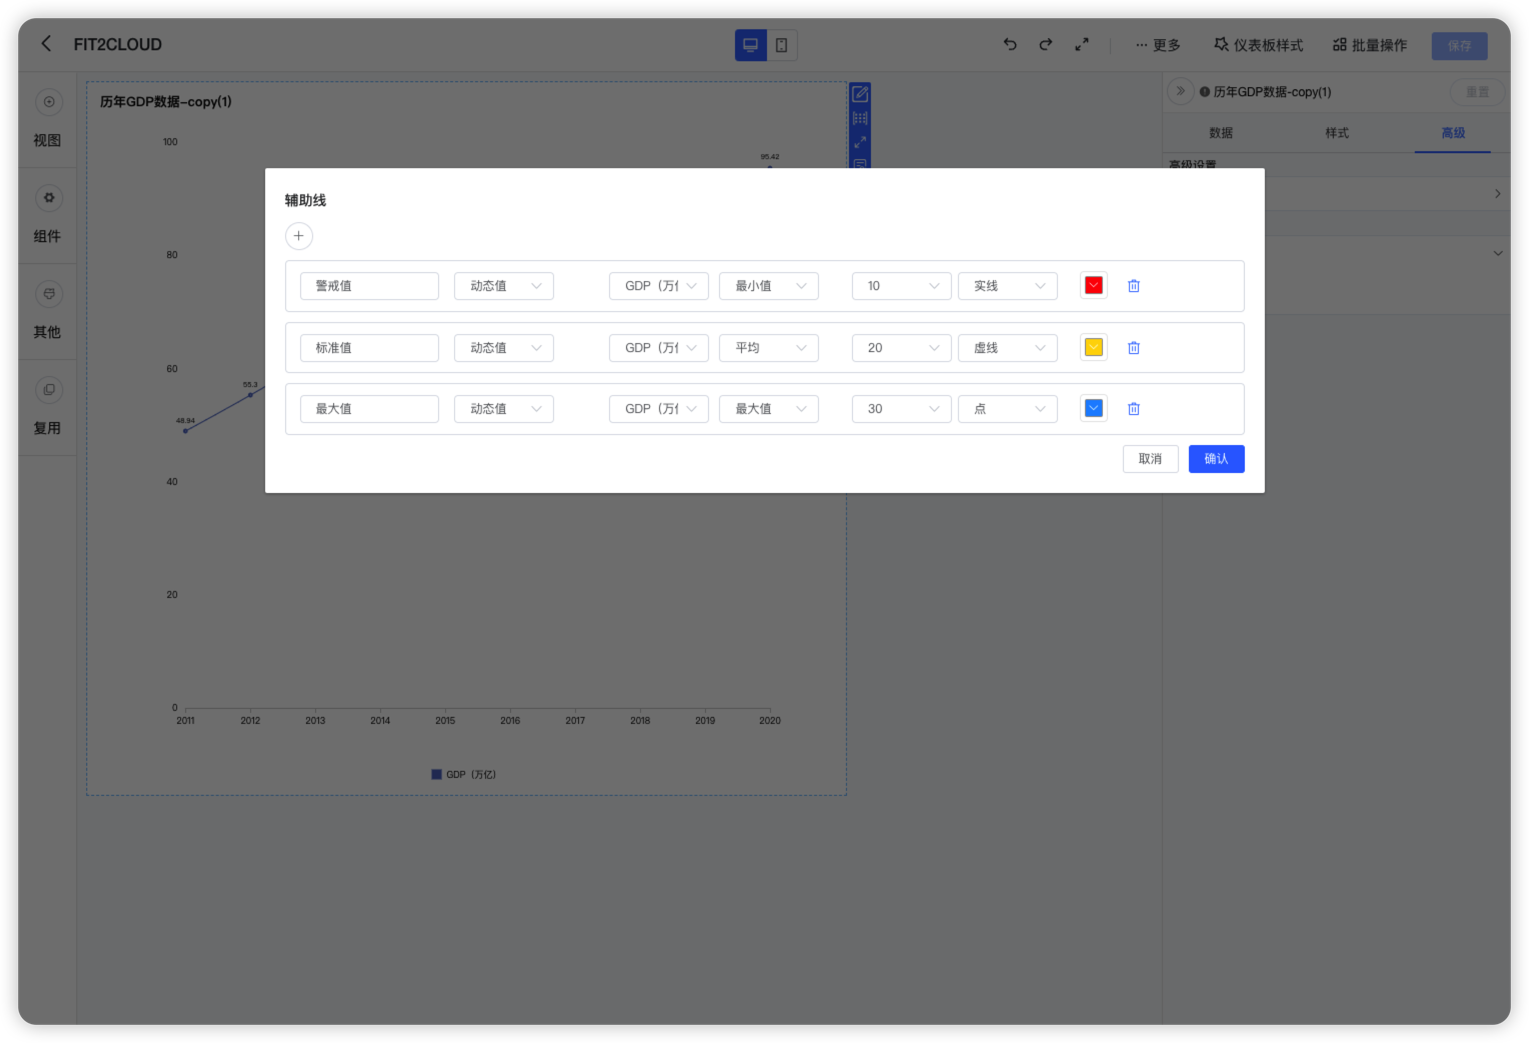 FIT2CLOUD
··· 更多
仪表板样式
批量操作
保存
视图
组件
其他
复用
历年GDP数据-copy(1)
100
95.42
80
60
55.3
48.94
40
20
0
2011 2012 2013 2014 2015 2016 2017 2018 2019 2020
GDP（万亿）
历年GDP数据-copy(1)
重置
数据 样式 高级
高级设置
辅助线
警戒值 动态值 GDP（万亿 最小值 10 实线
标准值 动态值 GDP（万亿 平均 20 虚线
最大值 动态值 GDP（万亿 最大值 30 点
取消 确认